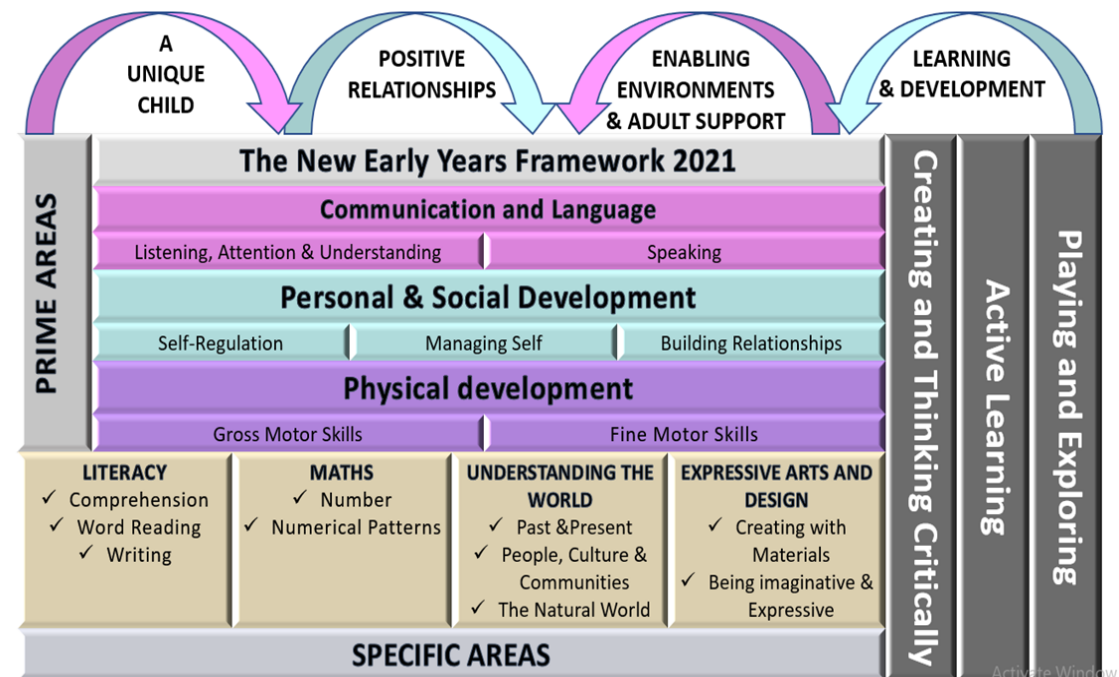 A
UNIQUE
CHILD
POSITIVE
RELATIONSHIPS
ENABLING
ENVIRONMENTS
& ADULT SUPPORT
LEARNING
& DEVELOPMENT
PRIME AREAS
The New Early Years Framework 2021
Communication and Language
Listening, Attention & Understanding
Speaking
Personal & Social Development
Self-Regulation
Managing Self
Building Relationships
Physical development
Gross Motor Skills
Fine Motor Skills
LITERACY
✓ Comprehension
✓ Word Reading
✓ Writing
MATHS
✓ Number
✓ Numerical Patterns
UNDERSTANDING THE
WORLD
✓ Past &Present
✓ People, Culture &
Communities
✓ The Natural World
EXPRESSIVE ARTS AND
DESIGN
✓ Creating with
Materials
✓ Being imaginative &
Expressive
SPECIFIC AREAS
Creating and Thinking Critically
Active Learning
Playing and Exploring
Activate Window